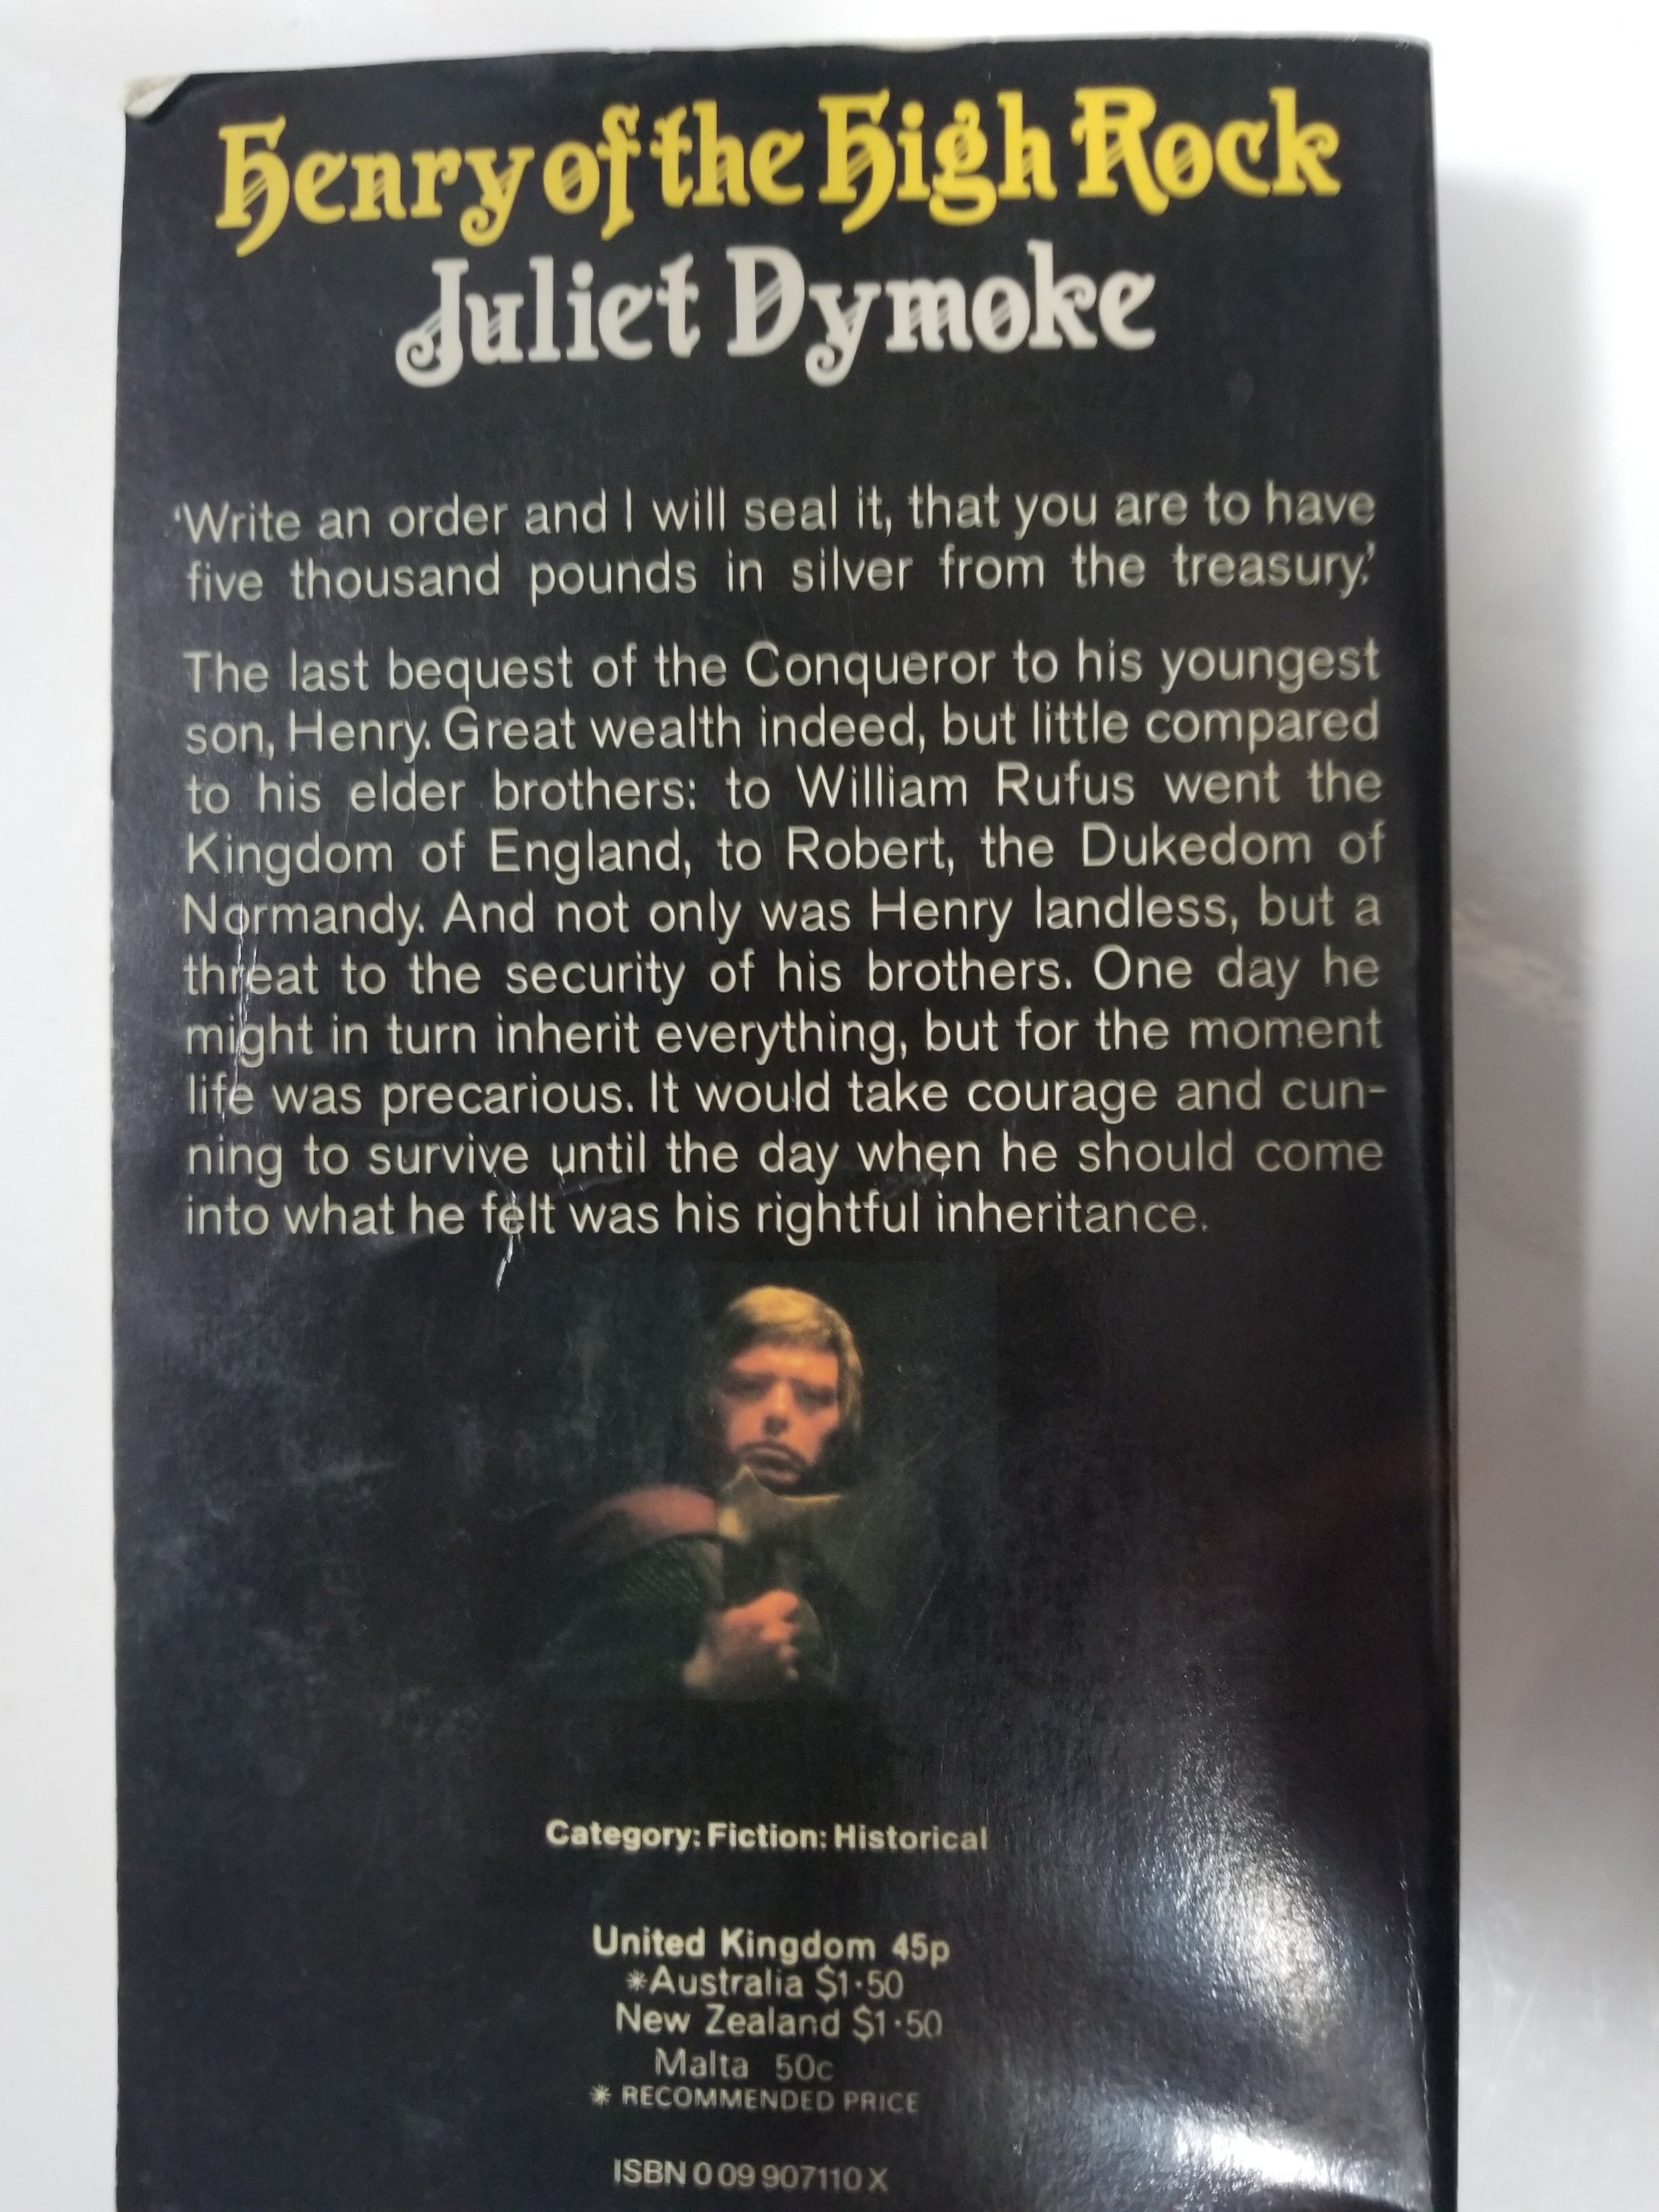 Henry of the High Rock
Juliet Dymoke
‘Write an order and I will seal it, that you are to have
five thousand pounds in silver from the treasury.’
The last bequest of the Conqueror to his youngest
son, Henry. Great wealth indeed, but little compared
to his elder brothers: to William Rufus went the
Kingdom of England, to Robert, the Dukedom of
Normandy. And not only was Henry landless, but a
threat to the security of his brothers. One day he
might in turn inherit everything, but for the moment
life was precarious. It would take courage and cun-
ning to survive until the day when he should come
into what he felt was his rightful inheritance.
Category: Fiction: Historical
United Kingdom 45p
*Australia $1·50
New Zealand $1·50
Malta 50c
* RECOMMENDED PRICE
ISBN 0 09 907110 X